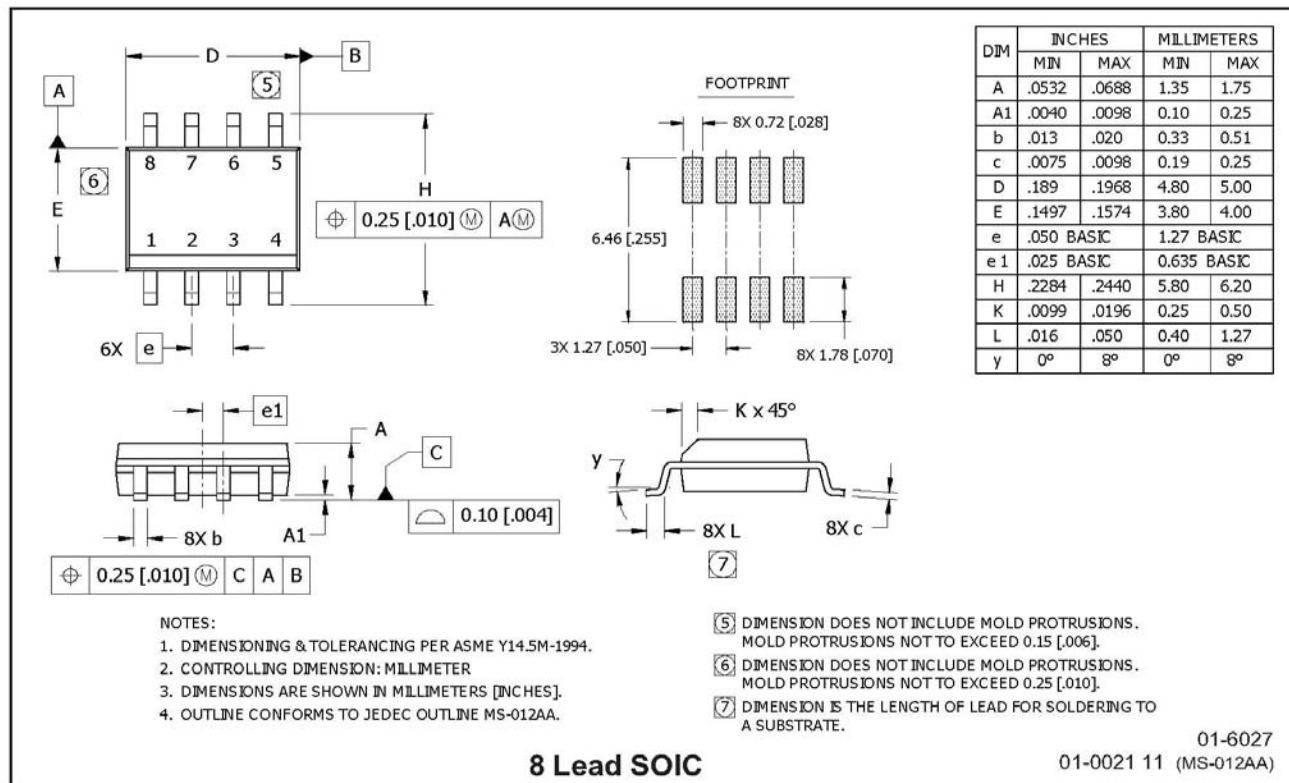 D
B
5
A
8 7 6 5
6
E
H
⌖ 0.25 [.010] Ⓜ A Ⓜ
1 2 3 4
6X e
FOOTPRINT
8X 0.72 [.028]
6.46 [.255]
3X 1.27 [.050]
8X 1.78 [.070]
DIM INCHES MILLIMETERS
MIN MAX MIN MAX
A .0532 .0688 1.35 1.75
A1 .0040 .0098 0.10 0.25
b .013 .020 0.33 0.51
c .0075 .0098 0.19 0.25
D .189 .1968 4.80 5.00
E .1497 .1574 3.80 4.00
e .050 BASIC 1.27 BASIC
e 1 .025 BASIC 0.635 BASIC
H .2284 .2440 5.80 6.20
K .0099 .0196 0.25 0.50
L .016 .050 0.40 1.27
y 0° 8° 0° 8°
e1
A
C
A1
8X b
⌓ 0.10 [.004]
⌖ 0.25 [.010] Ⓜ C A B
K x 45°
y
8X L
8X c
7
NOTES:
1. DIMENSIONING & TOLERANCING PER ASME Y14.5M-1994.
2. CONTROLLING DIMENSION: MILLIMETER
3. DIMENSIONS ARE SHOWN IN MILLIMETERS [INCHES].
4. OUTLINE CONFORMS TO JEDEC OUTLINE MS-012AA.
5 DIMENSION DOES NOT INCLUDE MOLD PROTRUSIONS.
MOLD PROTRUSIONS NOT TO EXCEED 0.15 [.006].
6 DIMENSION DOES NOT INCLUDE MOLD PROTRUSIONS.
MOLD PROTRUSIONS NOT TO EXCEED 0.25 [.010].
7 DIMENSION IS THE LENGTH OF LEAD FOR SOLDERING TO
A SUBSTRATE.
8 Lead SOIC
01-6027
01-0021 11 (MS-012AA)